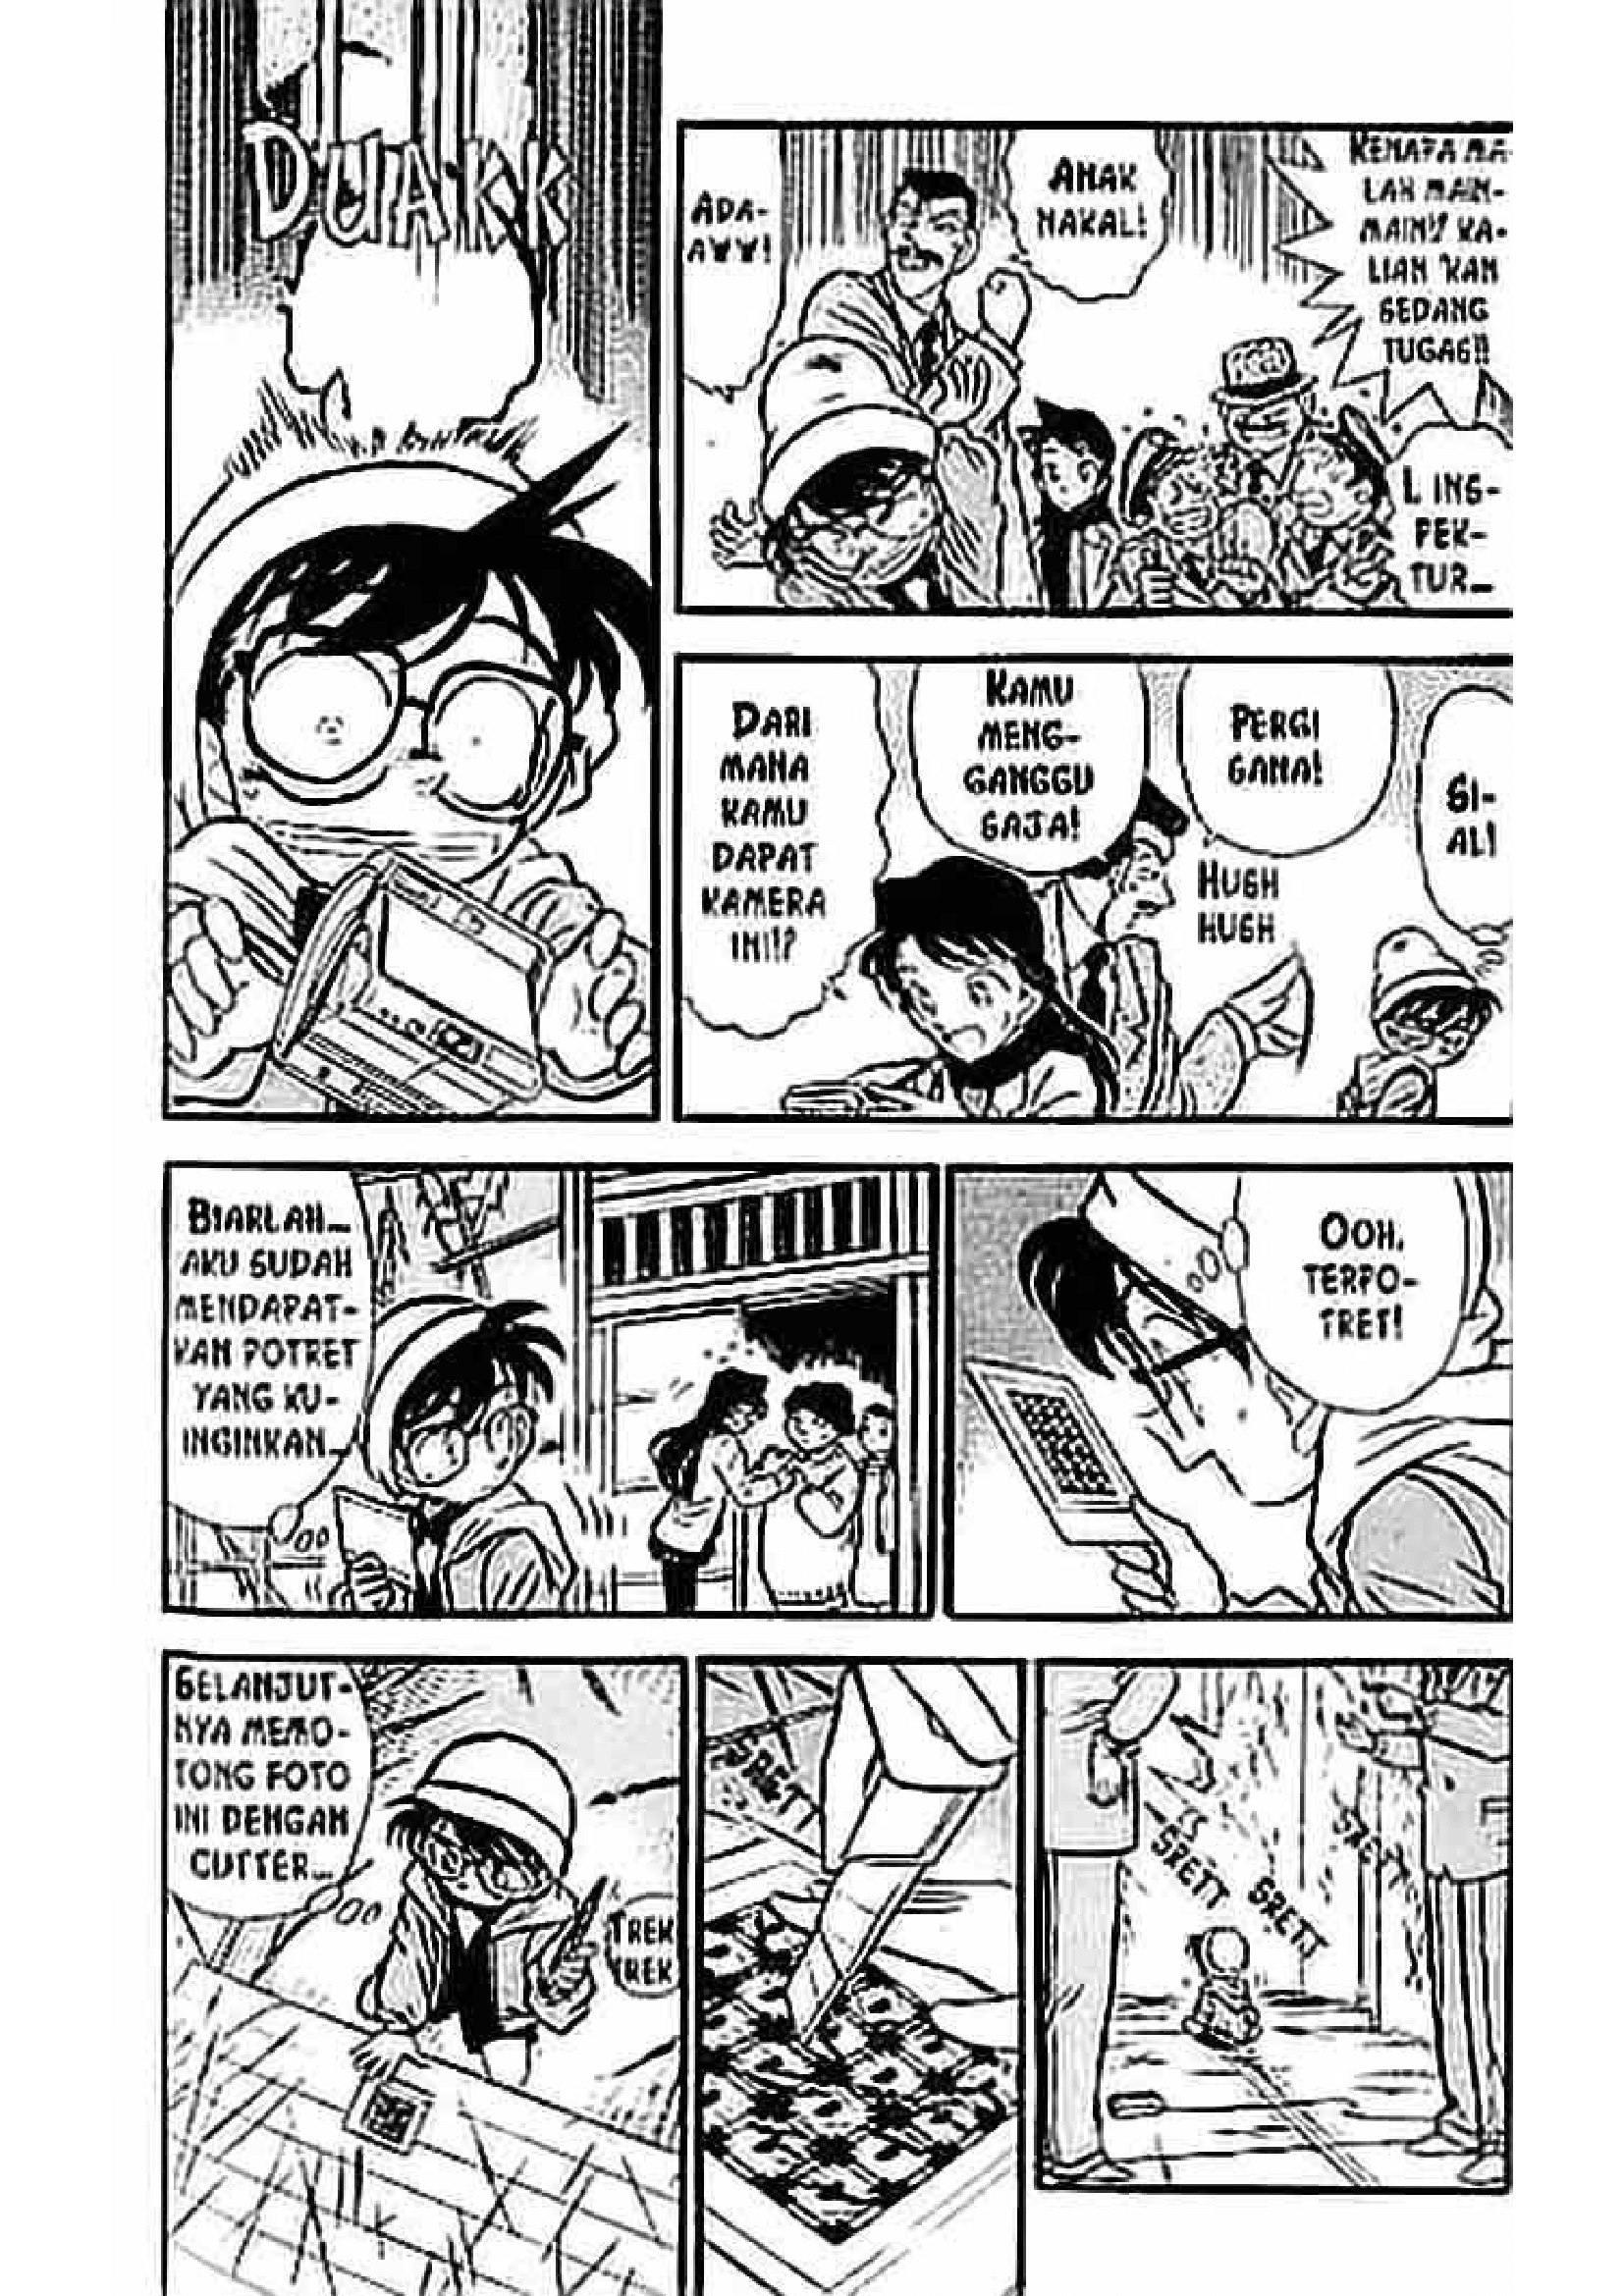 DUAKK
KENAPA MA-
LAH MAIN-
MAIN!? KA-
LIAN 'KAN
SEDANG
TUGAS!!
ANAK
NAKAL!
ADA-
AWW!
I.. INS-
PEK-
TUR...
SI-
AL!
PERGI
SANA!
HUSH
HUSH
KAMU
MENG-
GANGGU
SAJA!
DARI
MANA
KAMU
DAPAT
KAMERA
INI!?
OOH,
TERPO-
TRET!
BIARLAH...
AKU SUDAH
MENDAPAT-
KAN POTRET
YANG KU-
INGINKAN...
SRETT
SRETT
SRETT
SRETT
SELANJUT-
NYA MEMO-
TONG FOTO
INI DENGAN
CUTTER...
TREK
TREK